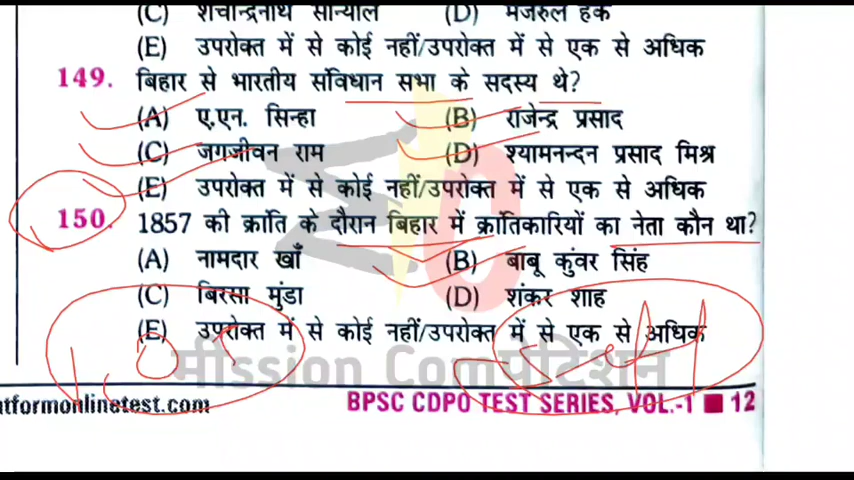 (C) शचीन्द्रनाथ सान्याल (D) मजरुल हक
(E) उपरोक्त में से कोई नहीं/उपरोक्त में से एक से अधिक
149. बिहार से भारतीय संविधान सभा के सदस्य थे?
(A) ए.एन. सिन्हा (B) राजेन्द्र प्रसाद
(C) जगजीवन राम (D) श्यामनन्दन प्रसाद मिश्र
(E) उपरोक्त में से कोई नहीं/उपरोक्त में से एक से अधिक
150. 1857 की क्रांति के दौरान बिहार में क्रांतिकारियों का नेता कौन था?
(A) नामदार खाँ (B) बाबू कुंवर सिंह
(C) बिरसा मुंडा (D) शंकर शाह
(E) उपरोक्त में से कोई नहीं/उपरोक्त में से एक से अधिक
मीशन Compेटिशन
atformonlinetest.com BPSC CDPO TEST SERIES, VOL.-1 ■ 12